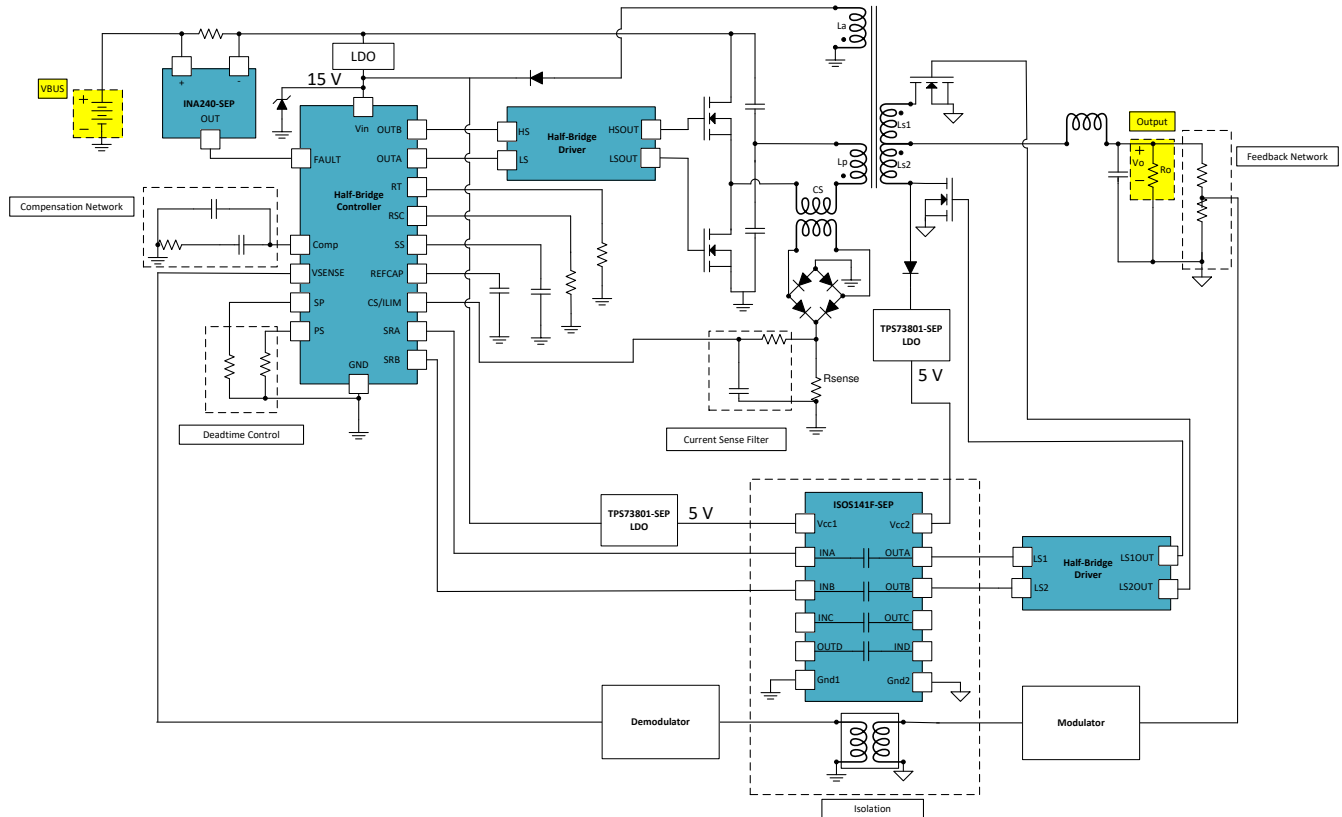 La
LDO
15 V
VBUS
+
−
+
-
INA240-SEP
OUT
Vin
OUTB
OUTA
FAULT
RT
Half-Bridge
Controller
RSC
SS
Comp
VSENSE
REFCAP
SP
CS/ILIM
PS
SRA
SRB
GND
HS
LS
Half-Bridge
Driver
HSOUT
LSOUT
Lp
Ls1
Ls2
CS
Output
+
Vo
−
Ro
Feedback Network
Compensation Network
Deadtime Control
TPS73801-SEP
LDO
5 V
Rsense
Current Sense Filter
TPS73801-SEP
LDO
5 V
ISOS141F-SEP
Vcc1
Vcc2
INA
OUTA
INB
OUTB
INC
OUTC
OUTD
IND
Gnd1
Gnd2
LS1
LS2
Half-Bridge
Driver
LS1OUT
LS2OUT
Demodulator
Modulator
Isolation